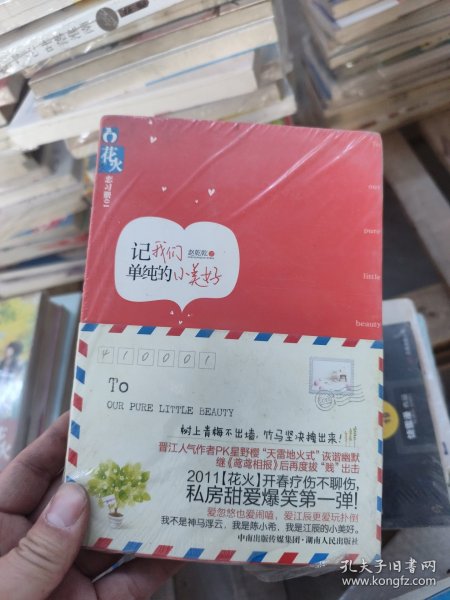 花火
记我们
赵乾乾
单纯的小美好
to
our
pure
little
beauty
410001
To
OUR PURE LITTLE BEAUTY
树上青梅不出墙,竹马坚决掩出来!
晋江人气作者PK星野樱“天雷地火式”诙谐幽默
继《鸢鸢相报》后再度拔“贱”出击
2011【花火】开春疗伤不聊伤,
私房甜爱爆笑第一弹!
爱忽悠也爱闹嗑,爱江辰更爱玩扑倒
我不是神马浮云,我是陈小希,我是江辰的小美好。
中南出版传媒集团·湖南人民出版社
孔夫子旧书网
www.kongfz.com